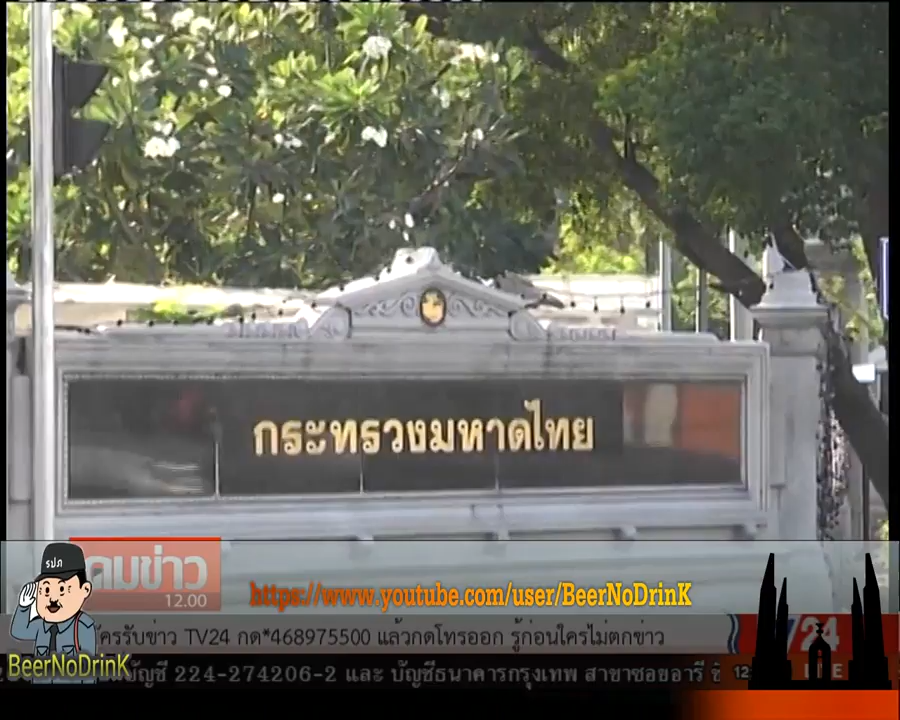 กระทรวงมหาดไทย
รปภ
คมข่าว
12.00
https://www.youtube.com/user/BeerNoDrinK
ครรับข่าว TV24 กด*468975500 แล้วกดโทรออก รู้ก่อนใครไม่ตกข่าว
24
BeerNoDrinK
บัญชี 224-274206-2 และ บัญชีธนาคารกรุงเทพ สาขาซอยอารี